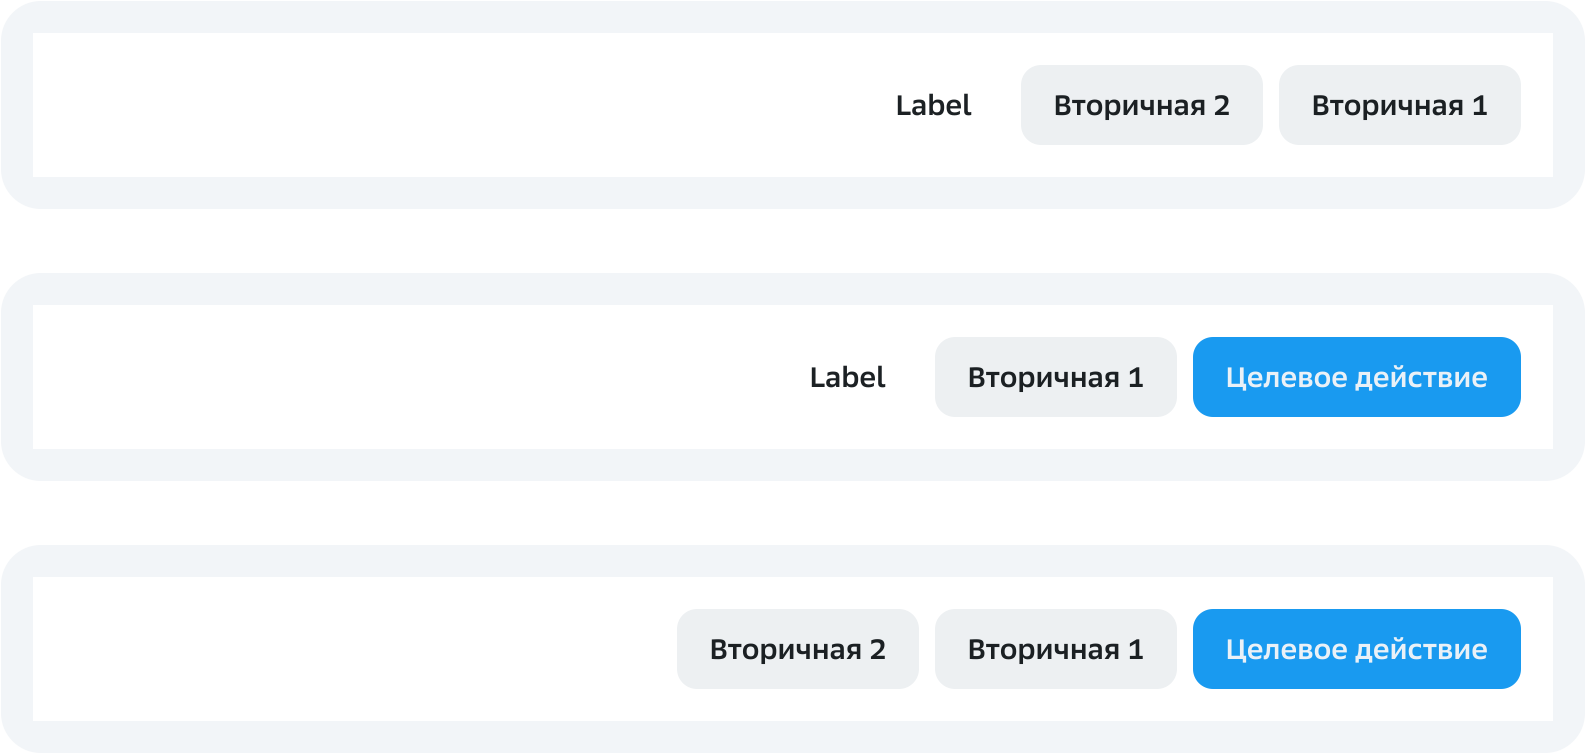 Label Вторичная 2 Вторичная 1
Label Вторичная 1 Целевое действие
Вторичная 2 Вторичная 1 Целевое действие